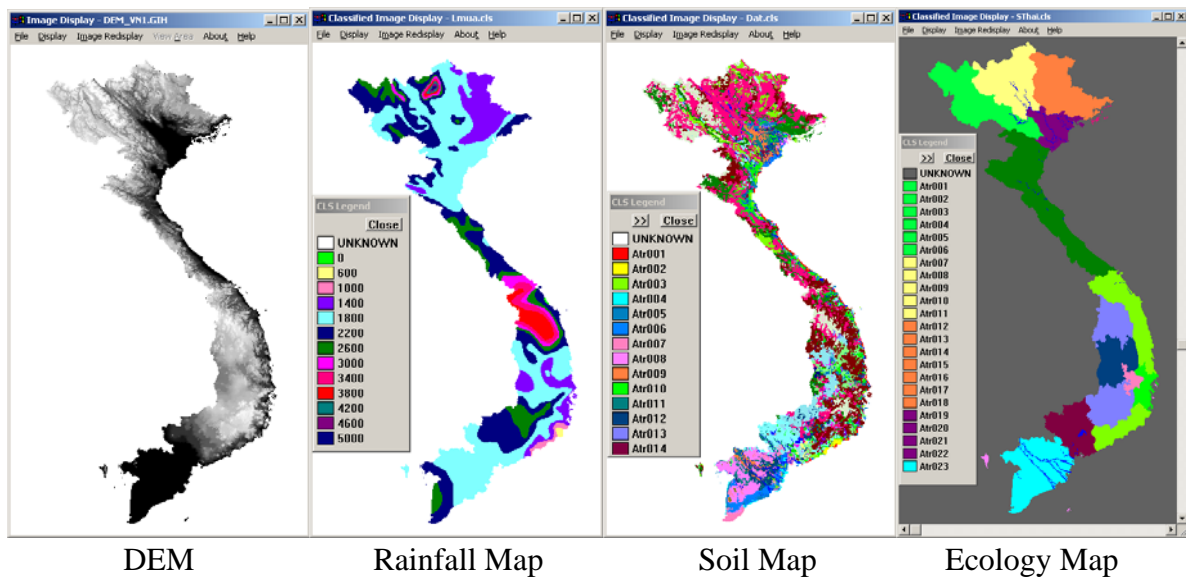 Image Display - DEM_VN1.GIH
File Display Image Redisplay View Area About Help
Classified Image Display - Lmua.cls
File Display Image Redisplay About Help
CLS Legend
Close
UNKNOWN
0
600
1000
1400
1800
2200
2600
3000
3400
3800
4200
4600
5000
Classified Image Display - Dat.cls
File Display Image Redisplay About Help
CLS Legend
>> Close
UNKNOWN
Atr001
Atr002
Atr003
Atr004
Atr005
Atr006
Atr007
Atr008
Atr009
Atr010
Atr011
Atr012
Atr013
Atr014
Classified Image Display - SThai.cls
File Display Image Redisplay About Help
CLS Legend
>> Close
UNKNOWN
Atr001
Atr002
Atr003
Atr004
Atr005
Atr006
Atr007
Atr008
Atr009
Atr010
Atr011
Atr012
Atr013
Atr014
Atr015
Atr016
Atr017
Atr018
Atr019
Atr020
Atr021
Atr022
Atr023
DEM Rainfall Map Soil Map Ecology Map